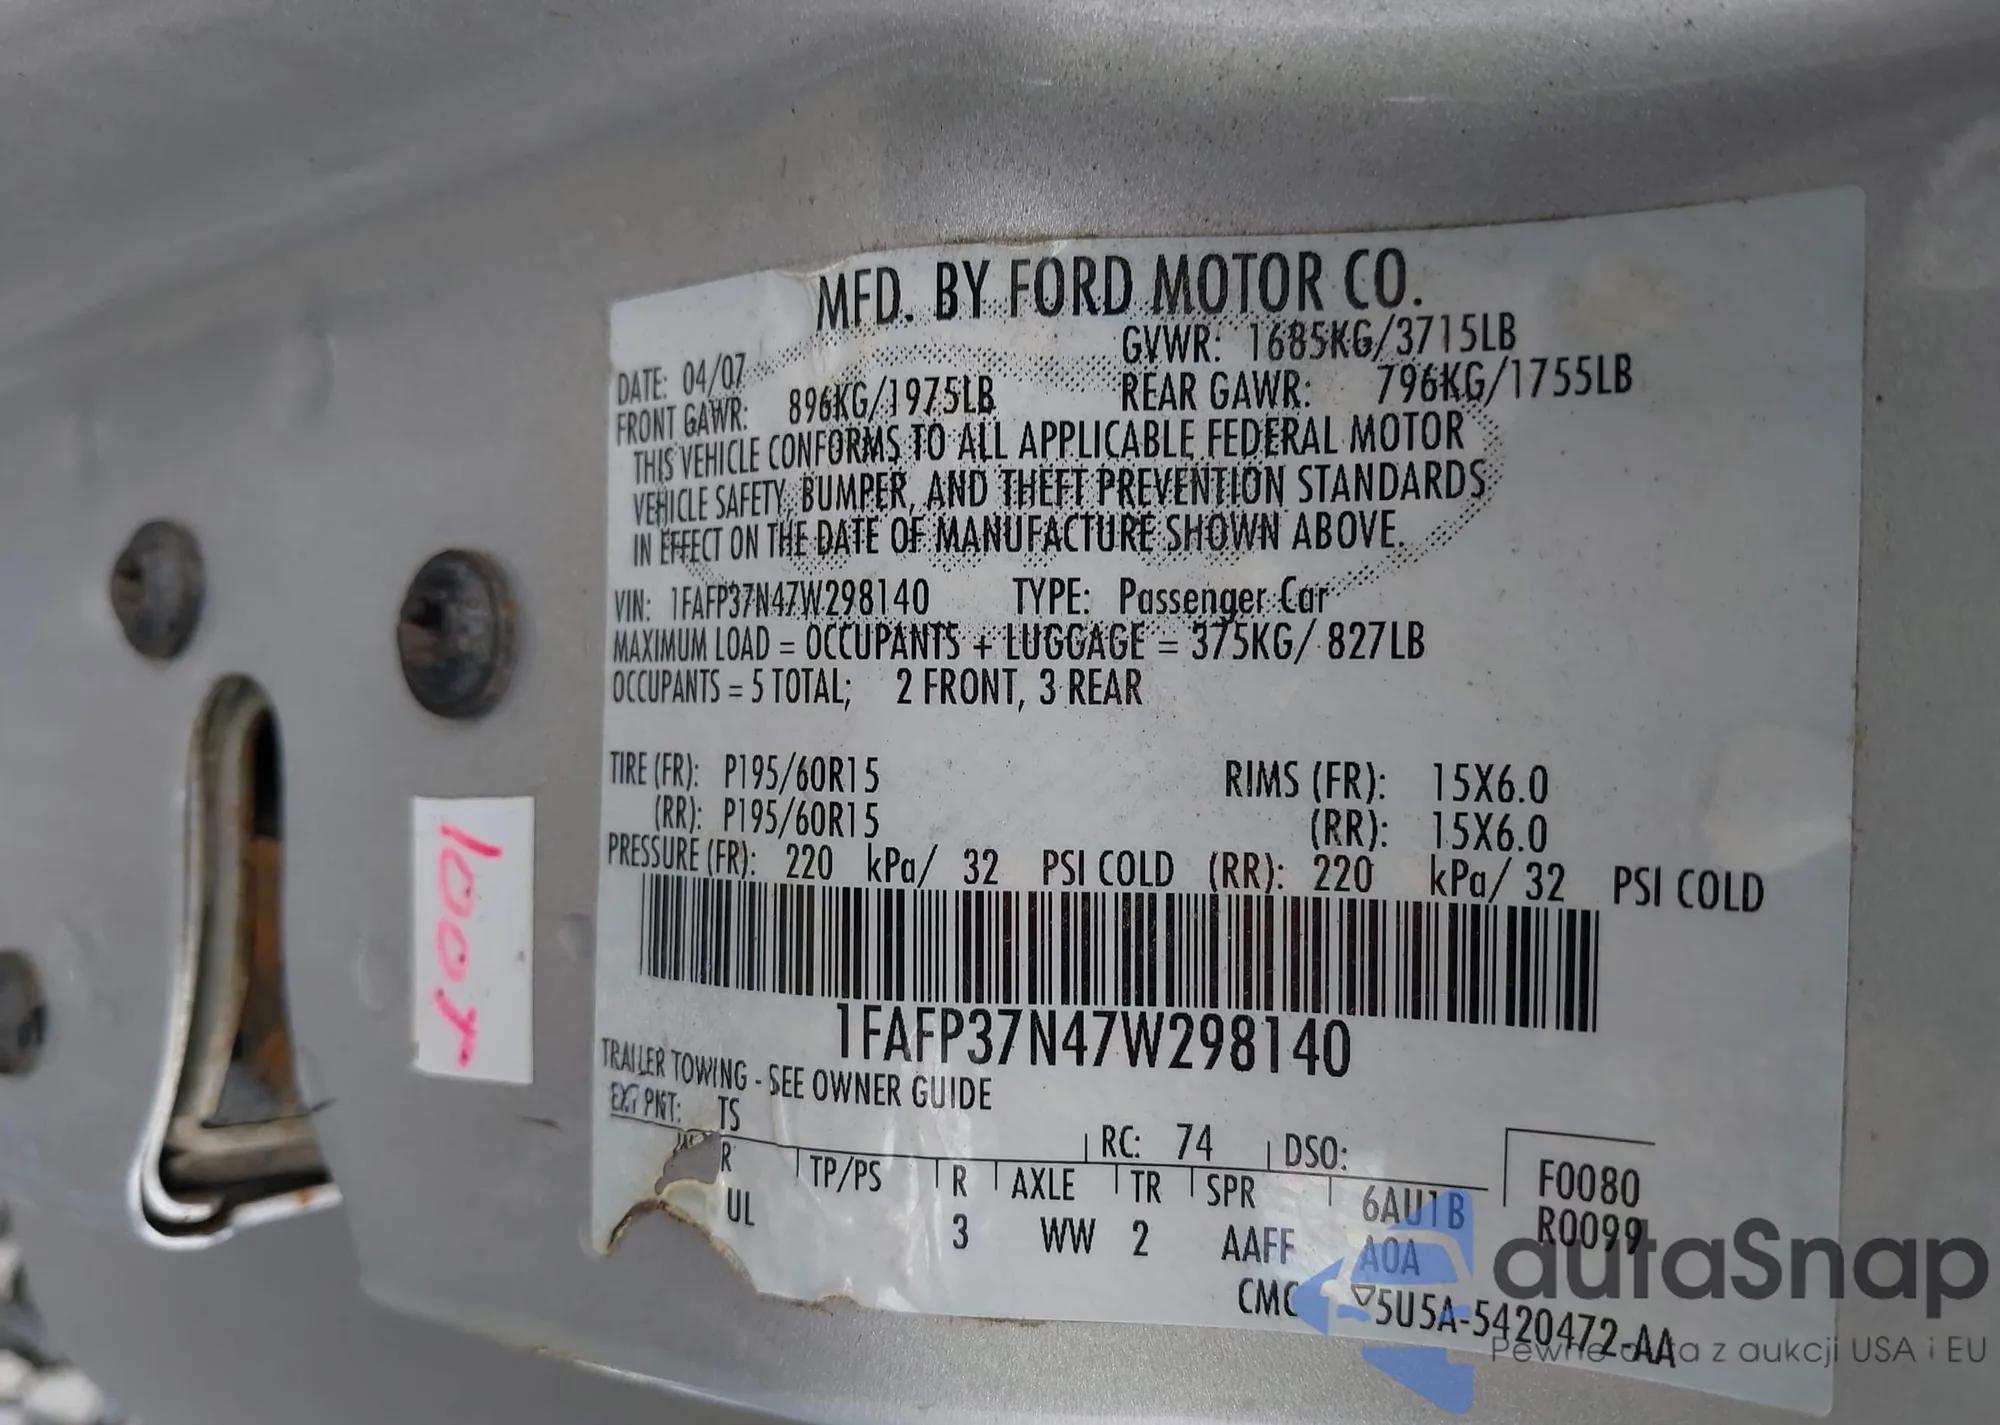 MFD. BY FORD MOTOR CO.
DATE: 04/07 GVWR: 1685KG/3715LB
FRONT GAWR: 896KG/1975LB REAR GAWR: 796KG/1755LB
THIS VEHICLE CONFORMS TO ALL APPLICABLE FEDERAL MOTOR
VEHICLE SAFETY, BUMPER, AND THEFT PREVENTION STANDARDS
IN EFFECT ON THE DATE OF MANUFACTURE SHOWN ABOVE.
VIN: 1FAFP37N47W298140 TYPE: Passenger Car
MAXIMUM LOAD = OCCUPANTS + LUGGAGE = 375KG/ 827LB
OCCUPANTS = 5 TOTAL; 2 FRONT, 3 REAR
TIRE (FR): P195/60R15 RIMS (FR): 15X6.0
(RR): P195/60R15 (RR): 15X6.0
PRESSURE (FR): 220 kPa/ 32 PSI COLD (RR): 220 kPa/ 32 PSI COLD
1FAFP37N47W298140
TRAILER TOWING - SEE OWNER GUIDE
EXT PNT: TS RC: 74 DSO: F0080
R TP/PS R AXLE TR SPR 6AU1B R0099
UL 3 WW 2 AAFF A0A
CMC ▽5U5A-5420472-AA
autaSnap
Pewne auta z aukcji USA i EU